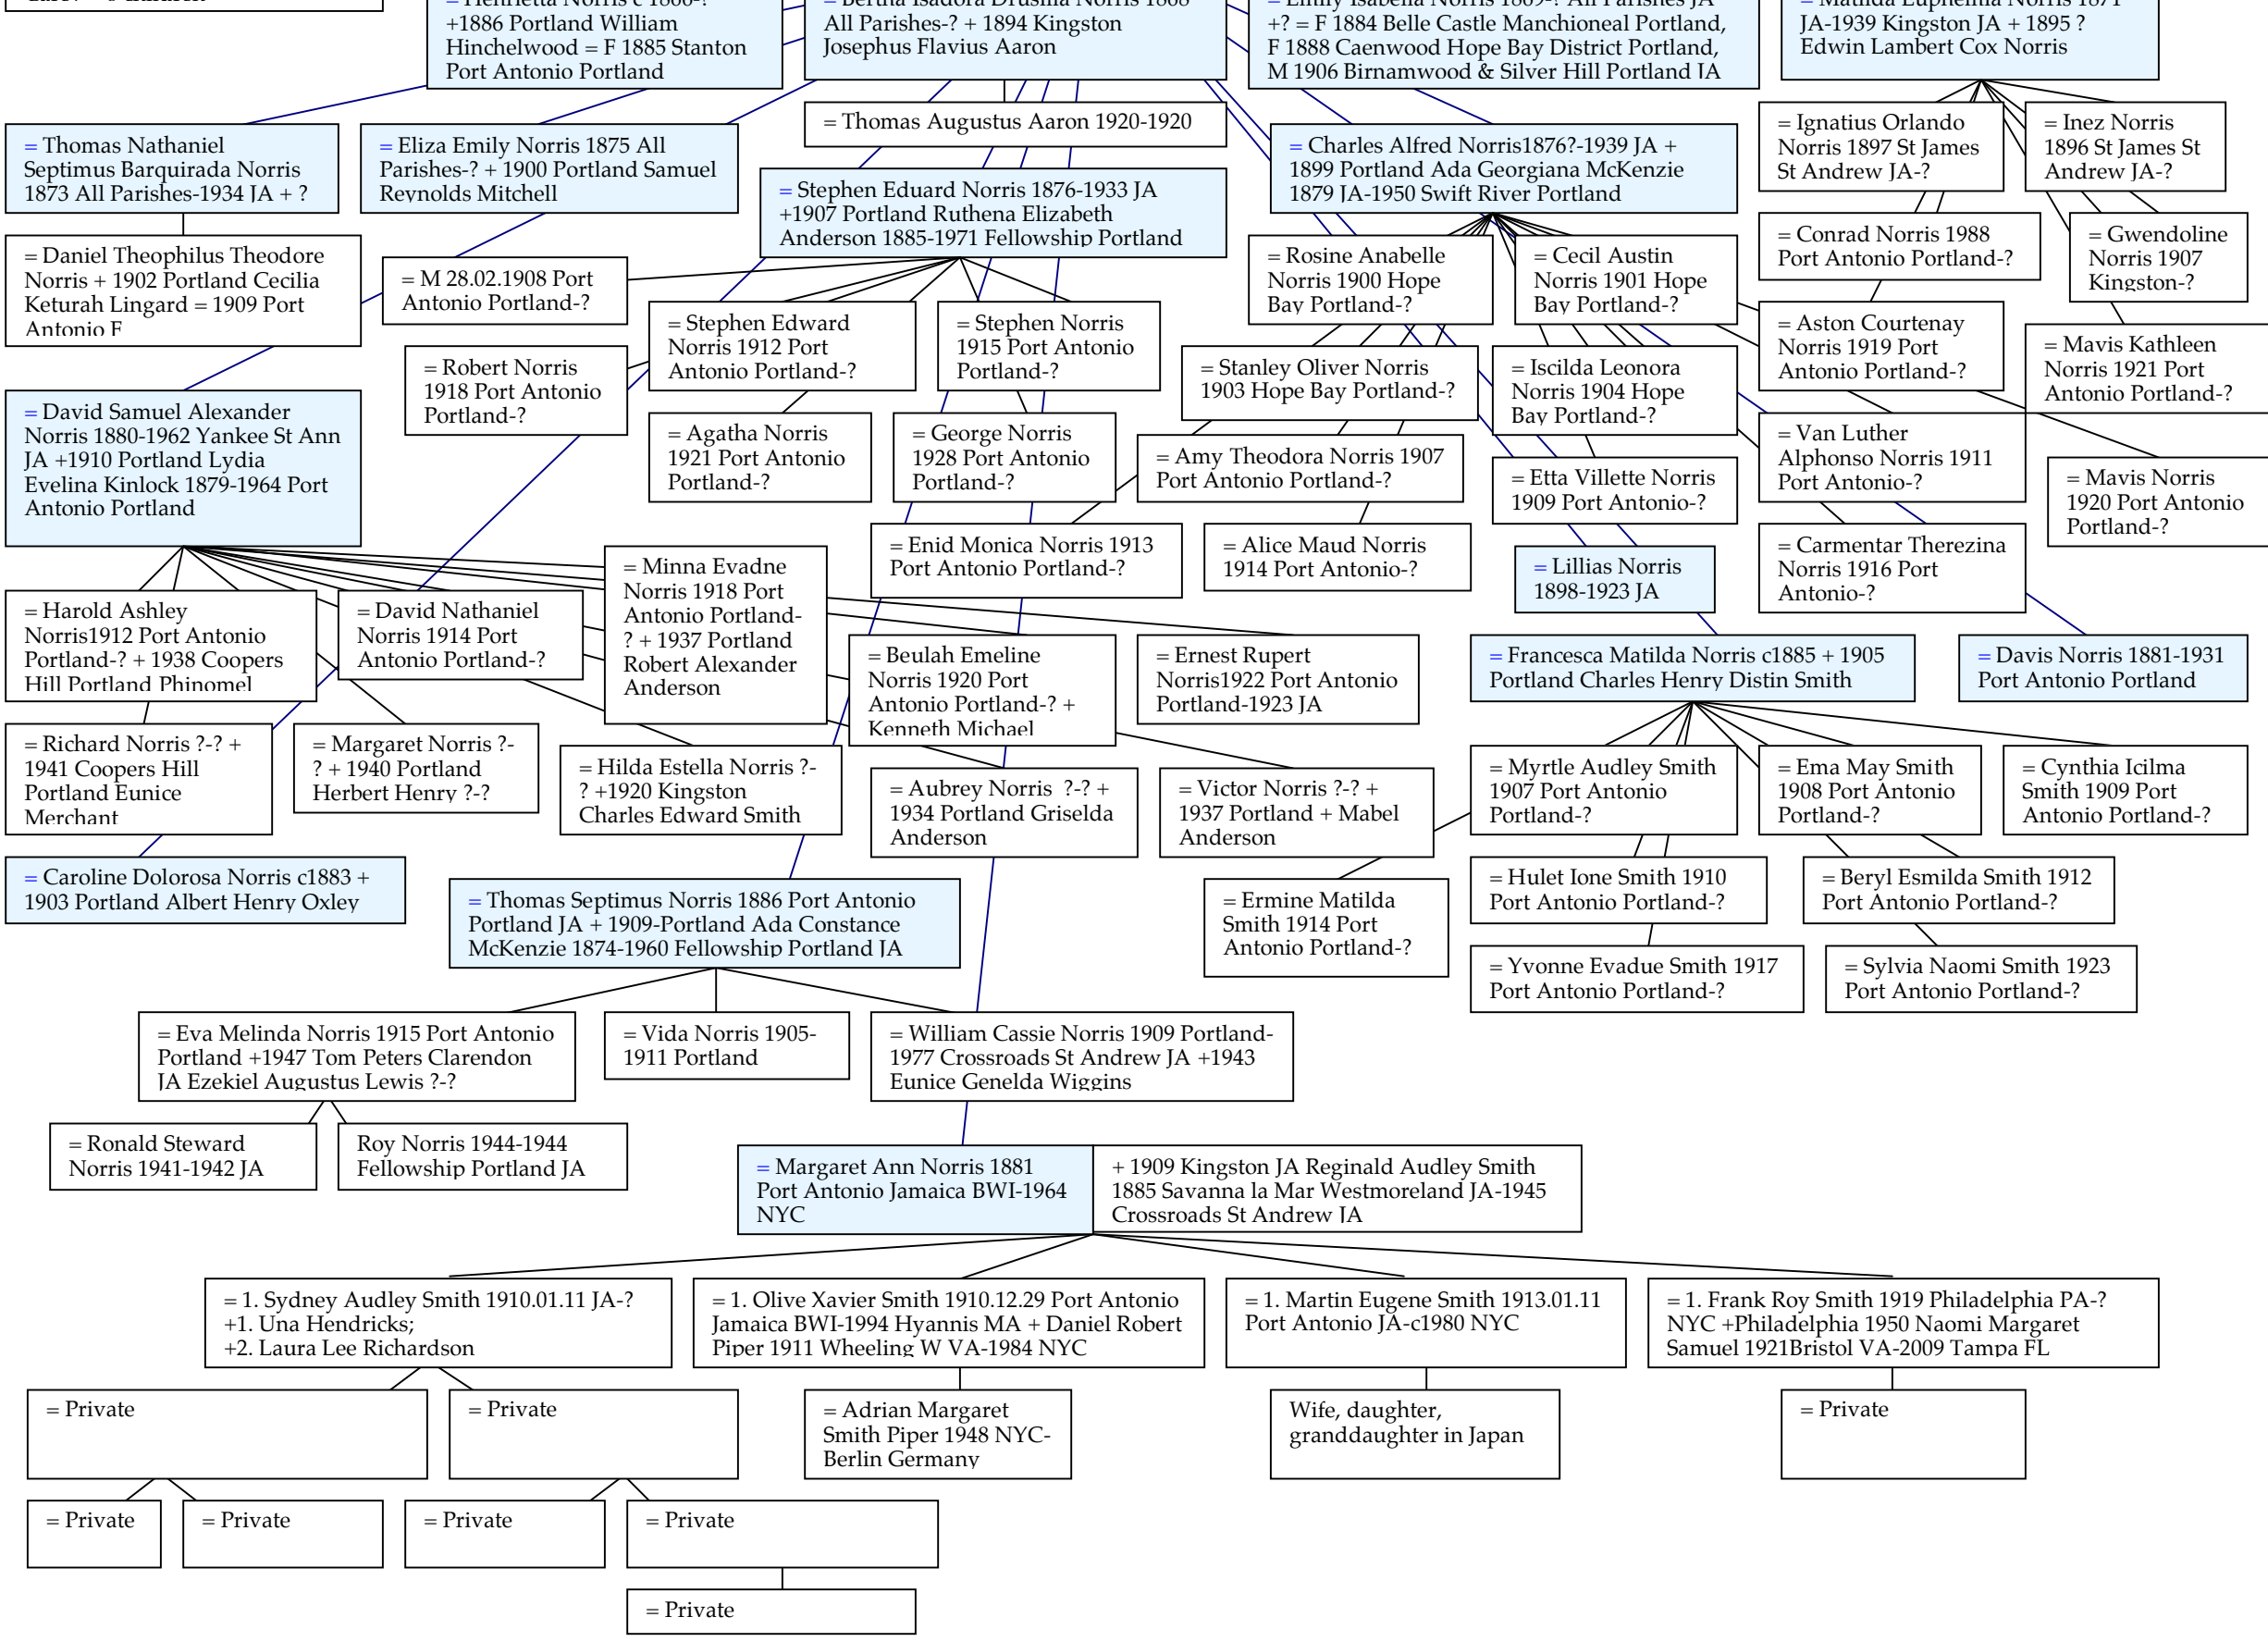 = Henrietta Norris c 1866-?
+1886 Portland William
Hinchelwood = F 1885 Stanton
Port Antonio Portland
= Bertha Isadora Drusilla Norris 1868
All Parishes-? + 1894 Kingston
Josephus Flavius Aaron
= Emily Isabella Norris 1869-? All Parishes JA
+? = F 1884 Belle Castle Manchioneal Portland,
F 1888 Caenwood Hope Bay District Portland,
M 1906 Birnamwood & Silver Hill Portland JA
= Matilda Euphemia Norris 1871
JA-1939 Kingston JA + 1895 ?
Edwin Lambert Cox Norris
= Thomas Augustus Aaron 1920-1920
= Thomas Nathaniel
Septimus Barquirada Norris
1873 All Parishes-1934 JA + ?
= Eliza Emily Norris 1875 All
Parishes-? + 1900 Portland Samuel
Reynolds Mitchell
= Stephen Eduard Norris 1876-1933 JA
+1907 Portland Ruthena Elizabeth
Anderson 1885-1971 Fellowship Portland
= Charles Alfred Norris1876?-1939 JA +
1899 Portland Ada Georgiana McKenzie
1879 JA-1950 Swift River Portland
= Ignatius Orlando
Norris 1897 St James
St Andrew JA-?
= Inez Norris
1896 St James St
Andrew JA-?
= Daniel Theophilus Theodore
Norris + 1902 Portland Cecilia
Keturah Lingard = 1909 Port
Antonio F
= M 28.02.1908 Port
Antonio Portland-?
= Rosine Anabelle
Norris 1900 Hope
Bay Portland-?
= Cecil Austin
Norris 1901 Hope
Bay Portland-?
= Conrad Norris 1988
Port Antonio Portland-?
= Gwendoline
Norris 1907
Kingston-?
= Stephen Edward
Norris 1912 Port
Antonio Portland-?
= Stephen Norris
1915 Port Antonio
Portland-?
= Aston Courtenay
Norris 1919 Port
Antonio Portland-?
= Mavis Kathleen
Norris 1921 Port
Antonio Portland-?
= Robert Norris
1918 Port Antonio
Portland-?
= Stanley Oliver Norris
1903 Hope Bay Portland-?
= Iscilda Leonora
Norris 1904 Hope
Bay Portland-?
= David Samuel Alexander
Norris 1880-1962 Yankee St Ann
JA +1910 Portland Lydia
Evelina Kinlock 1879-1964 Port
Antonio Portland
= Agatha Norris
1921 Port Antonio
Portland-?
= George Norris
1928 Port Antonio
Portland-?
= Amy Theodora Norris 1907
Port Antonio Portland-?
= Van Luther
Alphonso Norris 1911
Port Antonio-?
= Etta Villette Norris
1909 Port Antonio-?
= Mavis Norris
1920 Port Antonio
Portland-?
= Enid Monica Norris 1913
Port Antonio Portland-?
= Alice Maud Norris
1914 Port Antonio-?
= Carmentar Therezina
Norris 1916 Port
Antonio-?
= Lillias Norris
1898-1923 JA
= Minna Evadne
Norris 1918 Port
Antonio Portland-
? + 1937 Portland
Robert Alexander
Anderson
= Harold Ashley
Norris1912 Port Antonio
Portland-? + 1938 Coopers
Hill Portland Phinomel
= David Nathaniel
Norris 1914 Port
Antonio Portland-?
= Beulah Emeline
Norris 1920 Port
Antonio Portland-? +
Kenneth Michael
= Ernest Rupert
Norris1922 Port Antonio
Portland-1923 JA
= Francesca Matilda Norris c1885 + 1905
Portland Charles Henry Distin Smith
= Davis Norris 1881-1931
Port Antonio Portland
= Richard Norris ?-? +
1941 Coopers Hill
Portland Eunice
Merchant
= Margaret Norris ?-
? + 1940 Portland
Herbert Henry ?-?
= Hilda Estella Norris ?-
? +1920 Kingston
Charles Edward Smith
= Aubrey Norris ?-? +
1934 Portland Griselda
Anderson
= Victor Norris ?-? +
1937 Portland + Mabel
Anderson
= Myrtle Audley Smith
1907 Port Antonio
Portland-?
= Ema May Smith
1908 Port Antonio
Portland-?
= Cynthia Icilma
Smith 1909 Port
Antonio Portland-?
= Caroline Dolorosa Norris c1883 +
1903 Portland Albert Henry Oxley
= Thomas Septimus Norris 1886 Port Antonio
Portland JA + 1909-Portland Ada Constance
McKenzie 1874-1960 Fellowship Portland JA
= Ermine Matilda
Smith 1914 Port
Antonio Portland-?
= Hulet Ione Smith 1910
Port Antonio Portland-?
= Beryl Esmilda Smith 1912
Port Antonio Portland-?
= Yvonne Evadue Smith 1917
Port Antonio Portland-?
= Sylvia Naomi Smith 1923
Port Antonio Portland-?
= Eva Melinda Norris 1915 Port Antonio
Portland +1947 Tom Peters Clarendon
JA Ezekiel Augustus Lewis ?-?
= Vida Norris 1905-
1911 Portland
= William Cassie Norris 1909 Portland-
1977 Crossroads St Andrew JA +1943
Eunice Genelda Wiggins
= Ronald Steward
Norris 1941-1942 JA
Roy Norris 1944-1944
Fellowship Portland JA
= Margaret Ann Norris 1881
Port Antonio Jamaica BWI-1964
NYC
+ 1909 Kingston JA Reginald Audley Smith
1885 Savanna la Mar Westmoreland JA-1945
Crossroads St Andrew JA
= 1. Sydney Audley Smith 1910.01.11 JA-?
+1. Una Hendricks;
+2. Laura Lee Richardson
= 1. Olive Xavier Smith 1910.12.29 Port Antonio
Jamaica BWI-1994 Hyannis MA + Daniel Robert
Piper 1911 Wheeling W VA-1984 NYC
= 1. Martin Eugene Smith 1913.01.11
Port Antonio JA-c1980 NYC
= 1. Frank Roy Smith 1919 Philadelphia PA-?
NYC +Philadelphia 1950 Naomi Margaret
Samuel 1921Bristol VA-2009 Tampa FL
= Private
= Private
= Adrian Margaret
Smith Piper 1948 NYC-
Berlin Germany
Wife, daughter,
granddaughter in Japan
= Private
= Private
= Private
= Private
= Private
= Private